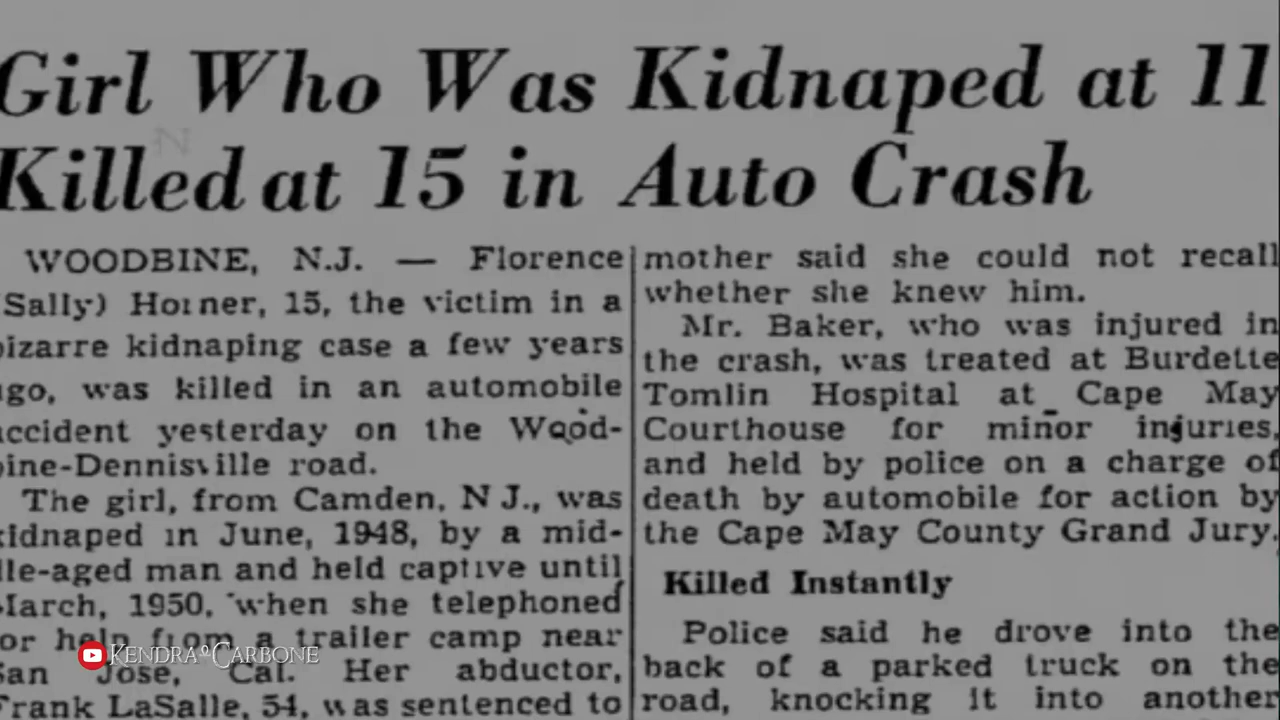 Girl Who Was Kidnaped at 11
Killed at 15 in Auto Crash
WOODBINE, N.J. — Florence
(Sally) Horner, 15, the victim in a
bizarre kidnaping case a few years
ago, was killed in an automobile
accident yesterday on the Wood-
bine-Dennisville road.
The girl, from Camden, N J., was
kidnaped in June, 1948, by a mid-
dle-aged man and held captive until
March, 1950, when she telephoned
for help from a trailer camp near
San Jose, Cal. Her abductor,
Frank LaSalle, 54, was sentenced to
mother said she could not recall
whether she knew him.
Mr. Baker, who was injured in
the crash, was treated at Burdette
Tomlin Hospital at Cape May
Courthouse for minor injuries,
and held by police on a charge of
death by automobile for action by
the Cape May County Grand Jury.
Killed Instantly
Police said he drove into the
back of a parked truck on the
road, knocking it into another
KENDRA CARBONE